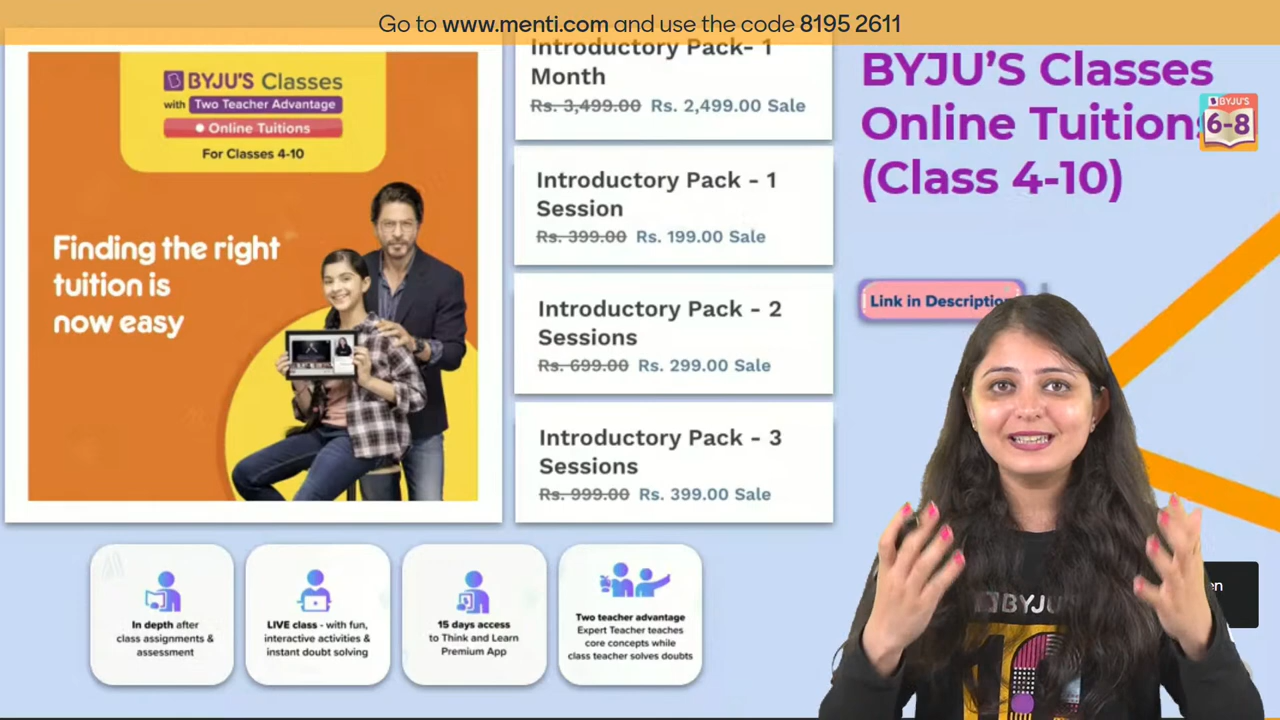 Go to www.menti.com and use the code 8195 2611
BYJU'S Classes
with Two Teacher Advantage
Online Tuitions
For Classes 4-10
Finding the right
tuition is
now easy
Introductory Pack- 1
Month
Rs. 3,499.00 Rs. 2,499.00 Sale
Introductory Pack - 1
Session
Rs. 399.00 Rs. 199.00 Sale
Introductory Pack - 2
Sessions
Rs. 699.00 Rs. 299.00 Sale
Introductory Pack - 3
Sessions
Rs. 999.00 Rs. 399.00 Sale
In depth after
class assignments &
assessment
LIVE class - with fun,
interactive activities &
instant doubt solving
15 days access
to Think and Learn
Premium App
Two teacher advantage
Expert Teacher teaches
core concepts while
class teacher solves doubts
BYJU'S Classes
Online Tuitions
(Class 4-10)
BYJU'S
6-8
Link in Description
en
BYJU